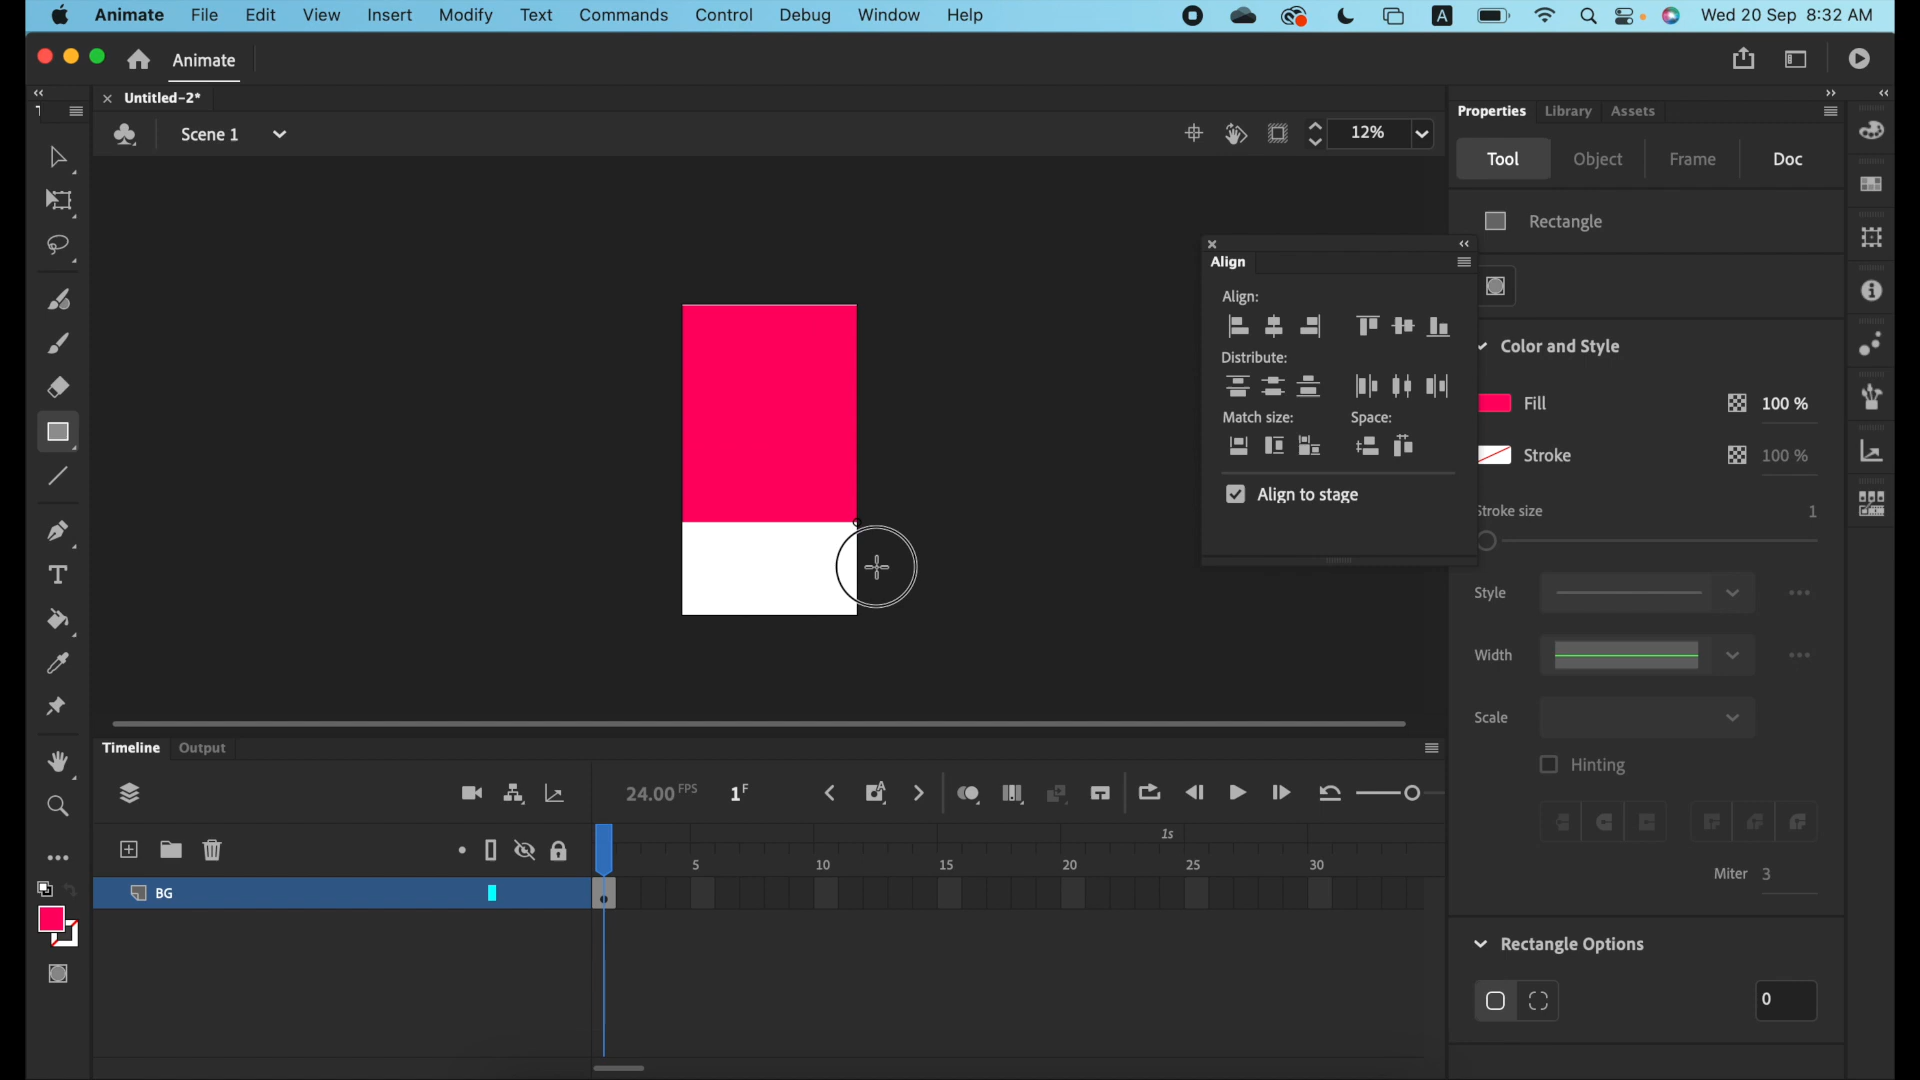 Animate File Edit View Insert Modify Text Commands Control Debug Window Help A Wed 20 Sep 8:32 AM
Animate
Untitled-2*
Scene 1
12%
Properties Library Assets
Tool Object Frame Doc
Rectangle
Align
Align:
Distribute:
Match size: Space:
Align to stage
Color and Style
Fill 100 %
Stroke 100 %
Stroke size 1
Style
Width
Scale
Hinting
Miter 3
Rectangle Options
0
Timeline Output
24.00 FPS 1 F
1s
5 10 15 20 25 30
BG